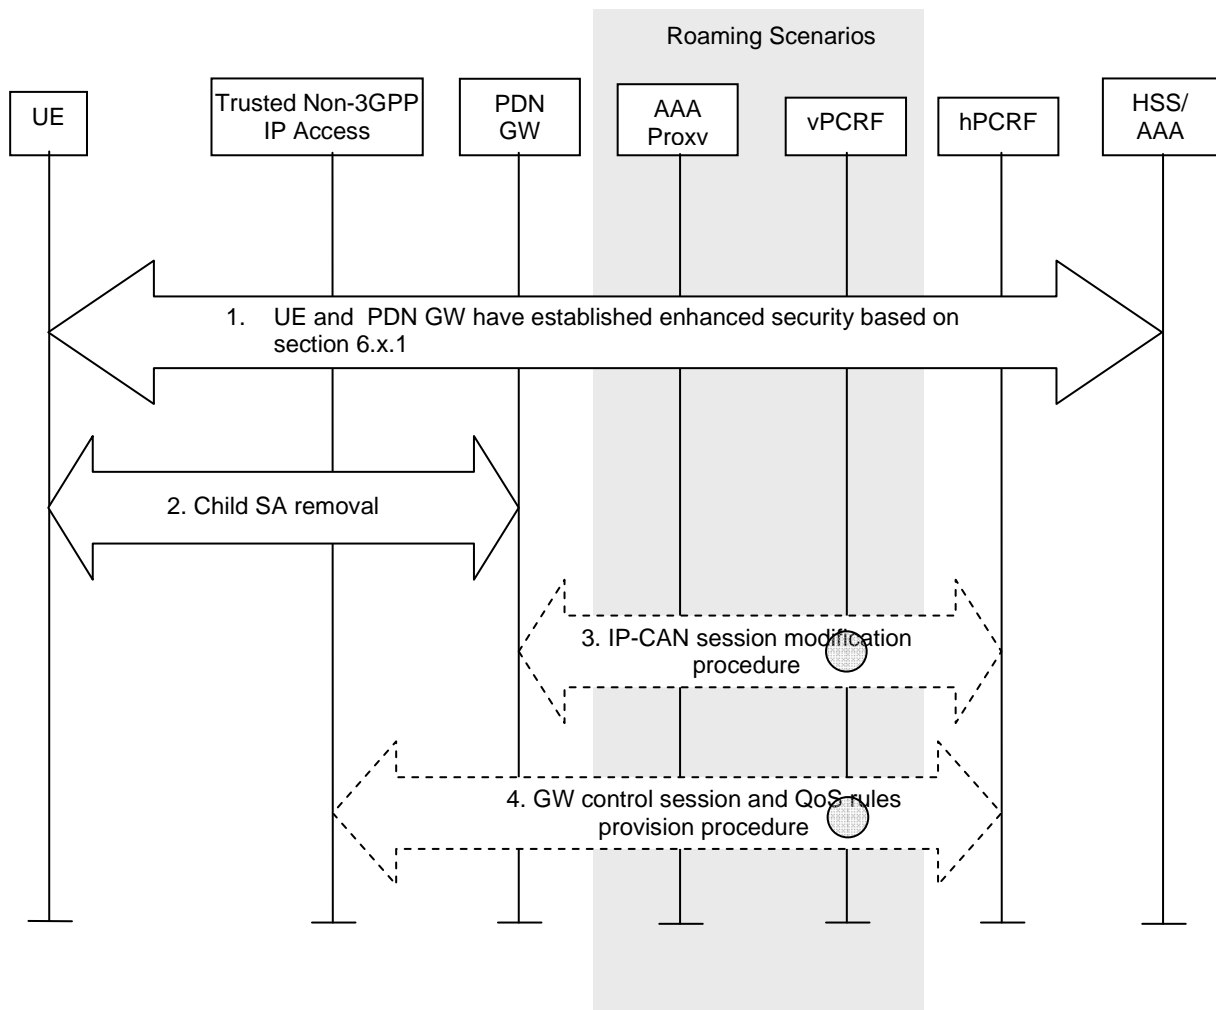 Roaming Scenarios
UE
Trusted Non-3GPP
IP Access
PDN
GW
AAA
Proxv
vPCRF
hPCRF
HSS/
AAA
1. UE and PDN GW have established enhanced security based on
section 6.x.1
2. Child SA removal
3. IP-CAN session modification
procedure
4. GW control session and QoS rules
provision procedure